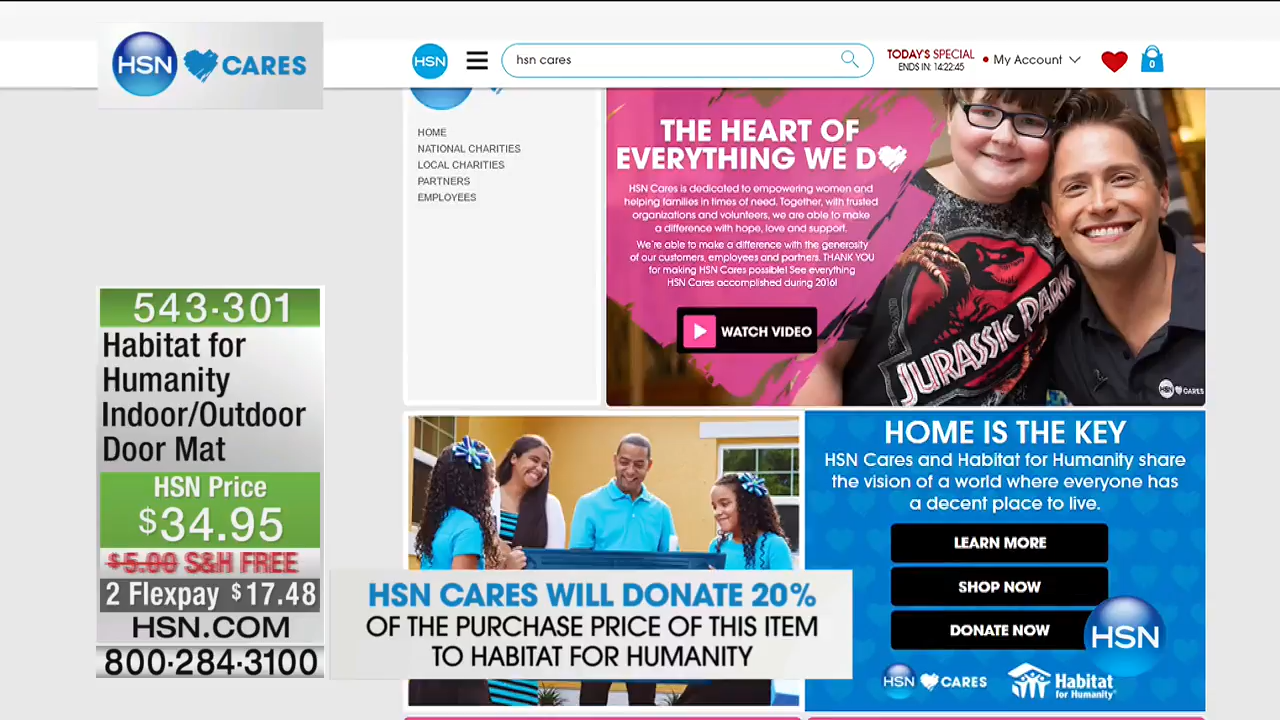 HSN CARES
HSN
hsn cares
TODAY'S SPECIAL
ENDS IN: 14:22:45
My Account
0
HOME
NATIONAL CHARITIES
LOCAL CHARITIES
PARTNERS
EMPLOYEES
THE HEART OF
EVERYTHING WE D
HSN Cares is dedicated to empowering women and
helping families in times of need. Together, with trusted
organizations and volunteers, we are able to make
a difference with hope, love and support.
We're able to make a difference with the generosity
of our customers, employees and partners. THANK YOU
for making HSN Cares possible! See everything
HSN Cares accomplished during 2016!
WATCH VIDEO
JURASSIC PARK
HSN CARES
543-301
Habitat for
Humanity
Indoor/Outdoor
Door Mat
HSN Price
$34.95
$5.00 S&H FREE
2 Flexpay $17.48
HSN.COM
800-284-3100
HOME IS THE KEY
HSN Cares and Habitat for Humanity share
the vision of a world where everyone has
a decent place to live.
LEARN MORE
SHOP NOW
DONATE NOW
HSN
HSN CARES
Habitat
for Humanity®
HSN CARES WILL DONATE 20%
OF THE PURCHASE PRICE OF THIS ITEM
TO HABITAT FOR HUMANITY